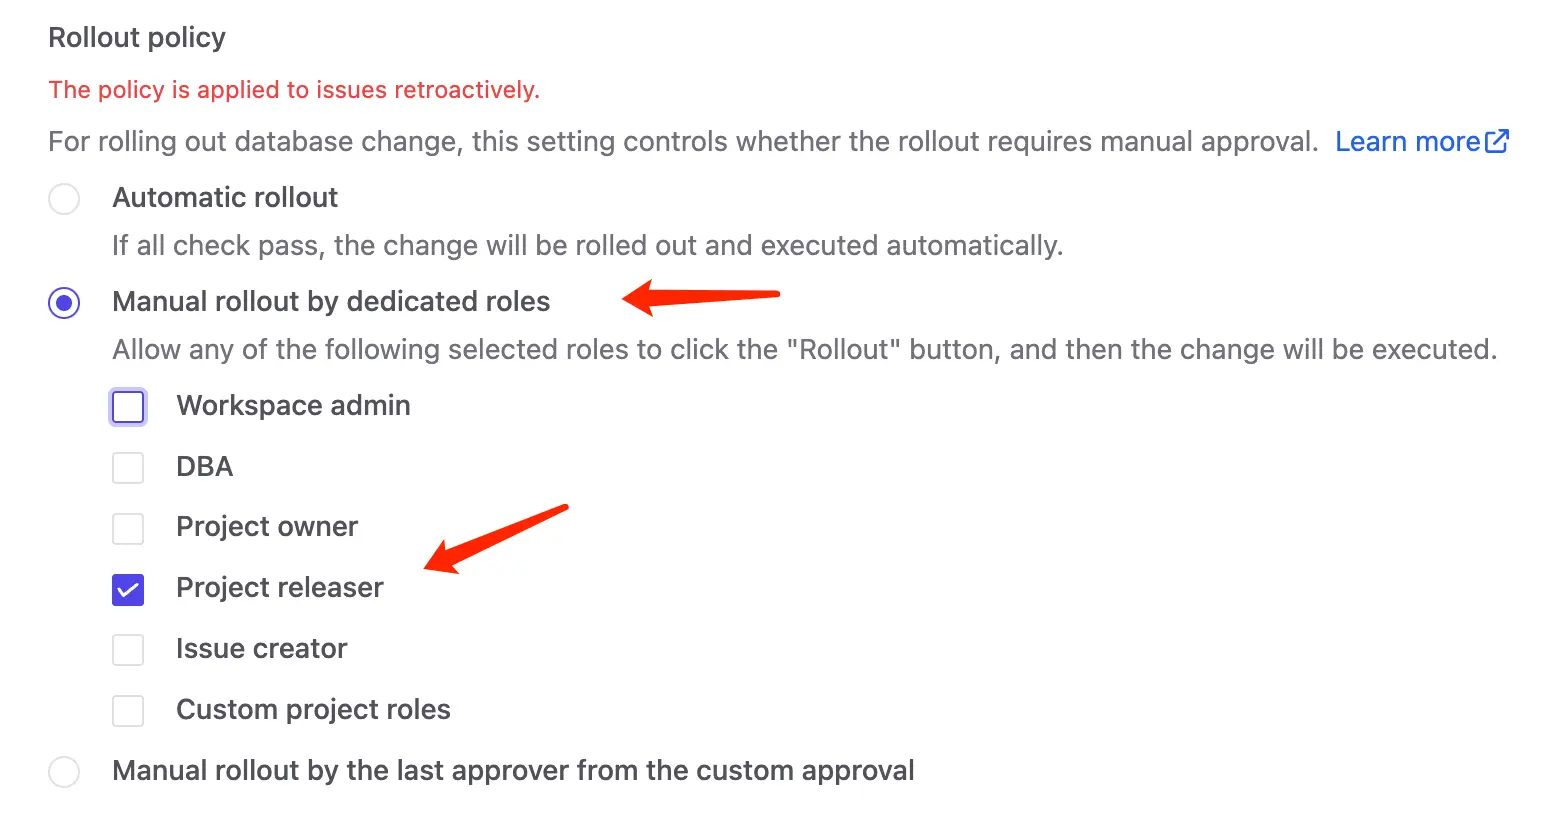 Rollout policy
The policy is applied to issues retroactively.
For rolling out database change, this setting controls whether the rollout requires manual approval. Learn more
Automatic rollout
If all check pass, the change will be rolled out and executed automatically.
Manual rollout by dedicated roles
Allow any of the following selected roles to click the "Rollout" button, and then the change will be executed.
Workspace admin
DBA
Project owner
Project releaser
Issue creator
Custom project roles
Manual rollout by the last approver from the custom approval